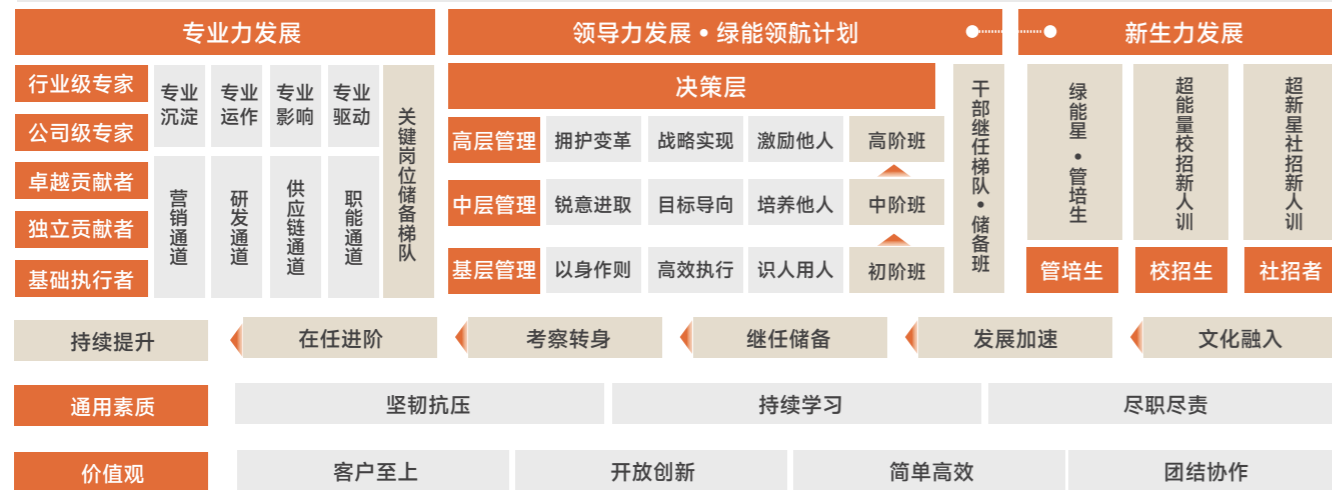 专业力发展
领导力发展•绿能领航计划
新生力发展
行业级专家
公司级专家
卓越贡献者
独立贡献者
基础执行者
专业
沉淀
专业
运作
专业
影响
专业
驱动
营销通道
研发通道
供应链通道
职能通道
关键岗位储备梯队
决策层
高层管理 拥护变革 战略实现 激励他人 高阶班
中层管理 锐意进取 目标导向 培养他人 中阶班
基层管理 以身作则 高效执行 识人用人 初阶班
干部继任梯队•储备班
绿能星•管培生
超能量校招新人训
超新星社招新人训
管培生 校招生 社招者
持续提升 在任进阶 考察转身 继任储备 发展加速 文化融入
通用素质 坚韧抗压 持续学习 尽职尽责
价值观 客户至上 开放创新 简单高效 团结协作